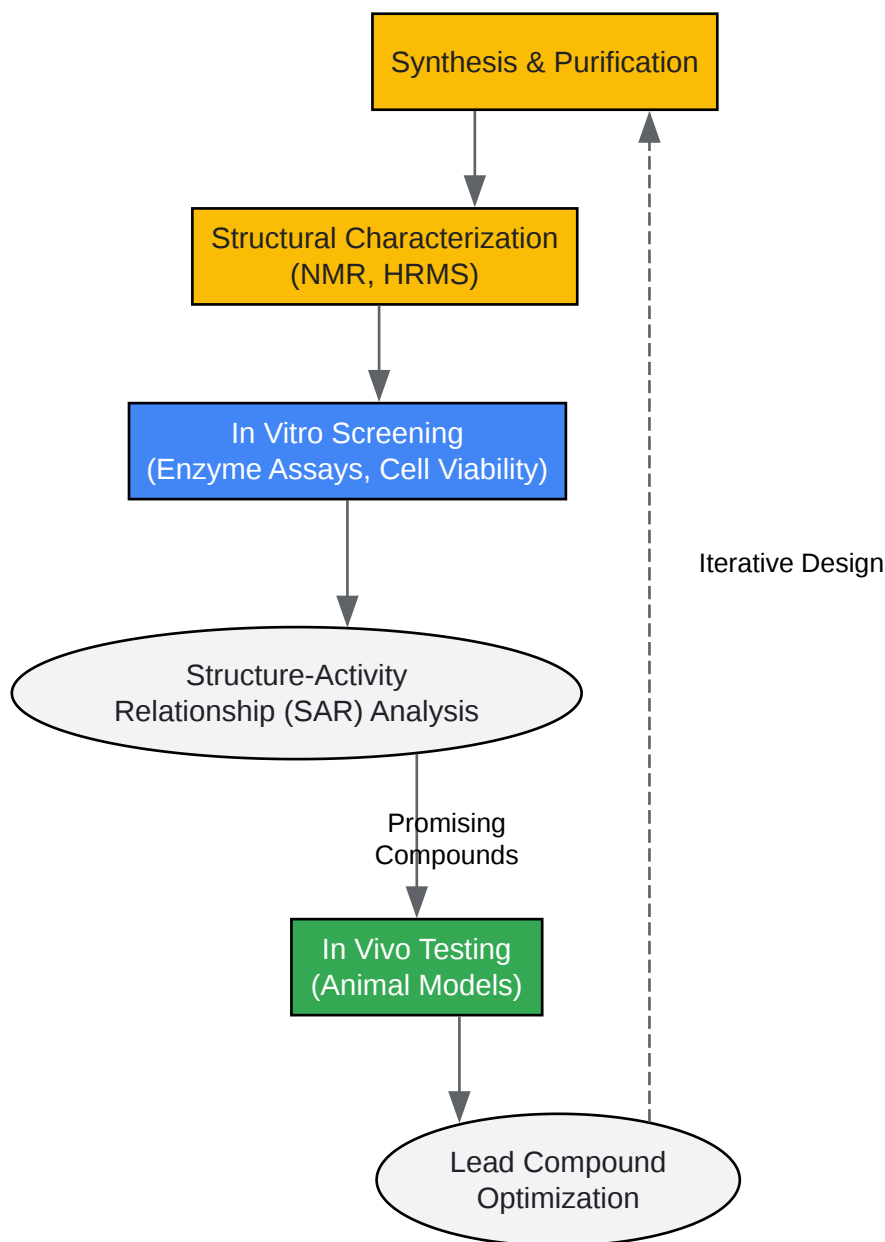 Synthesis & Purification
Structural Characterization
(NMR, HRMS)
In Vitro Screening
(Enzyme Assays, Cell Viability)
Iterative Design
Structure-Activity
Relationship (SAR) Analysis
Promising
Compounds
In Vivo Testing
(Animal Models)
Lead Compound
Optimization